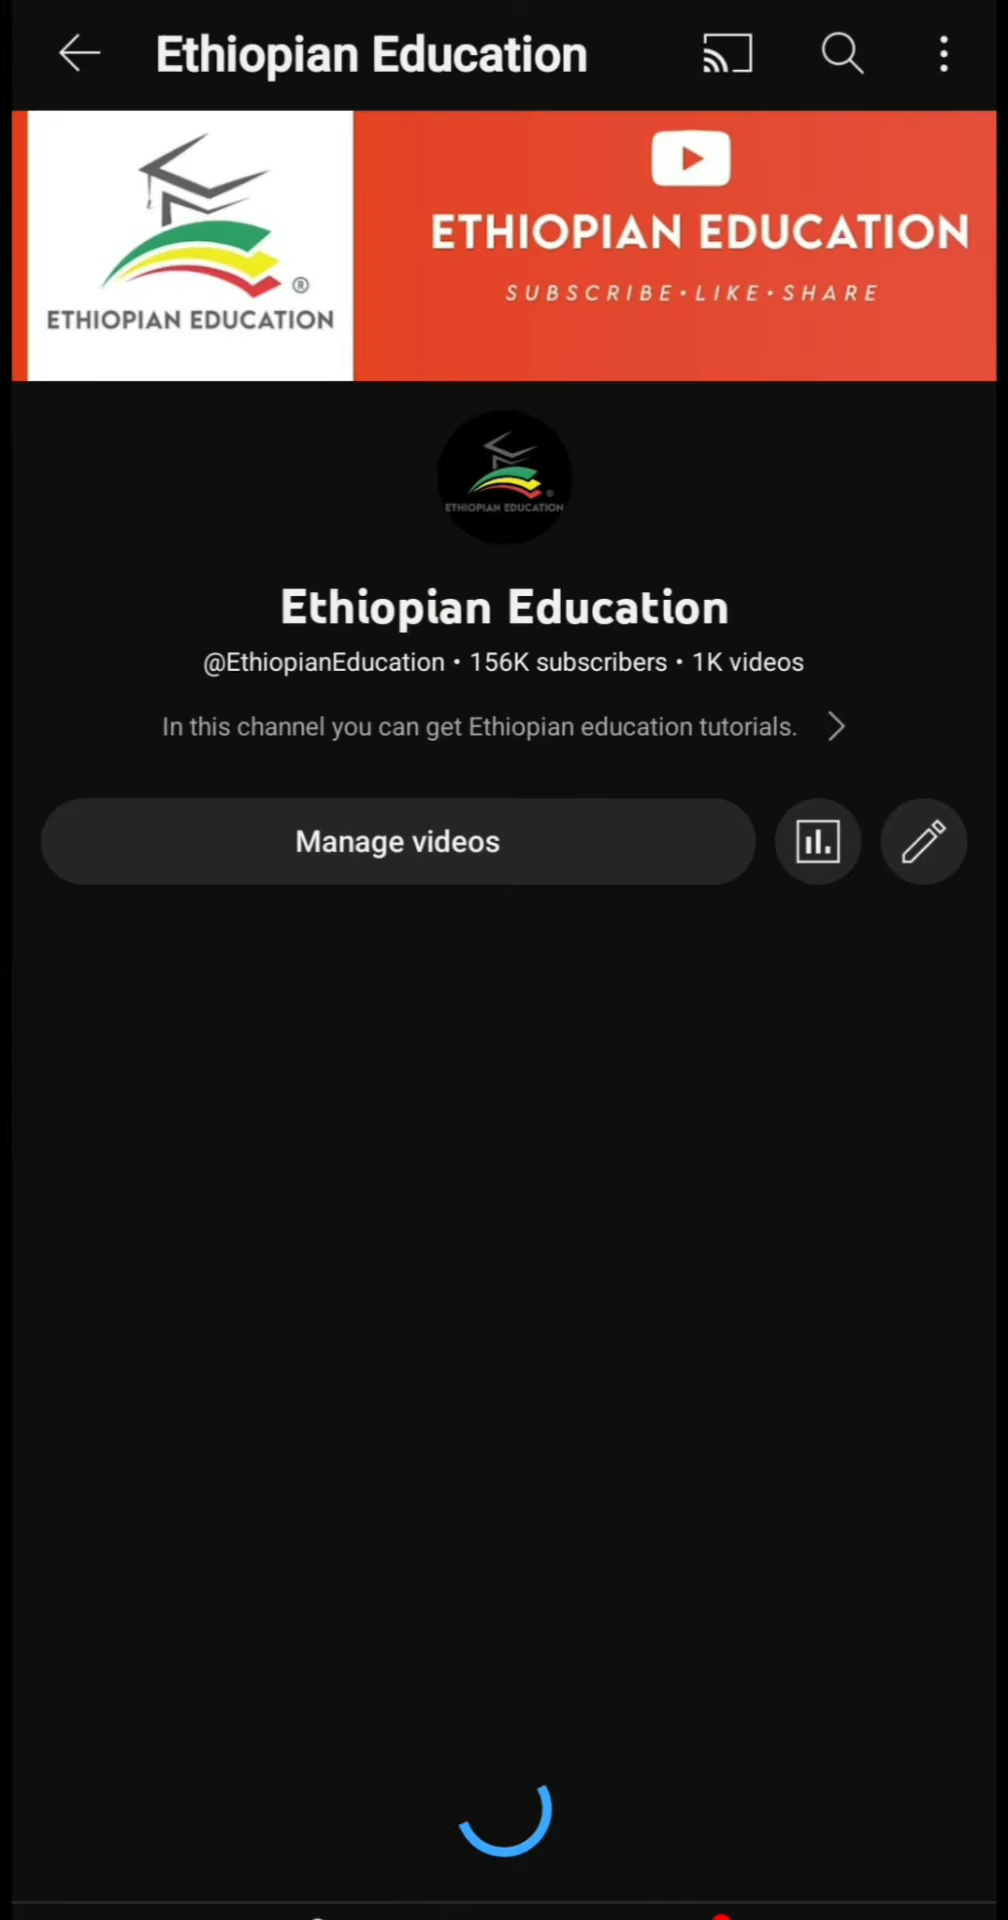 Ethiopian Education
ETHIOPIAN EDUCATION
SUBSCRIBE•LIKE•SHARE
®
ETHIOPIAN EDUCATION
®
ETHIOPIAN EDUCATION
Ethiopian Education
@EthiopianEducation • 156K subscribers • 1K videos
In this channel you can get Ethiopian education tutorials.
Manage videos